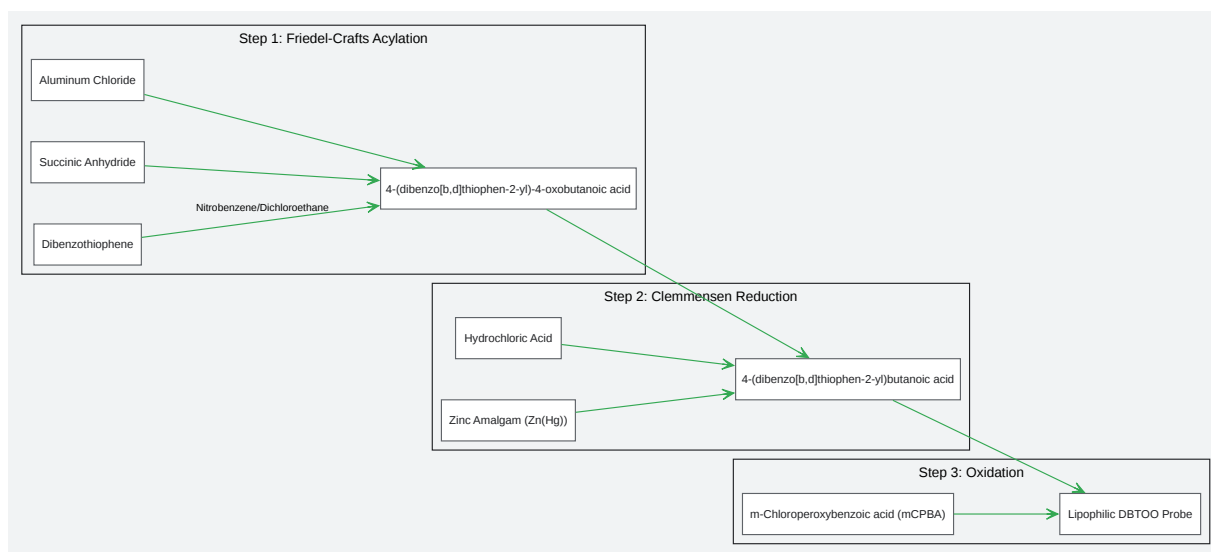 Step 1: Friedel-Crafts Acylation
Aluminum Chloride
Succinic Anhydride
4-(dibenzo[b,d]thiophen-2-yl)-4-oxobutanoic acid
Nitrobenzene/Dichloroethane
Dibenzothiophene
Step 2: Clemmensen Reduction
Hydrochloric Acid
4-(dibenzo[b,d]thiophen-2-yl)butanoic acid
Zinc Amalgam (Zn(Hg))
Step 3: Oxidation
m-Chloroperoxybenzoic acid (mCPBA)
Lipophilic DBTOO Probe